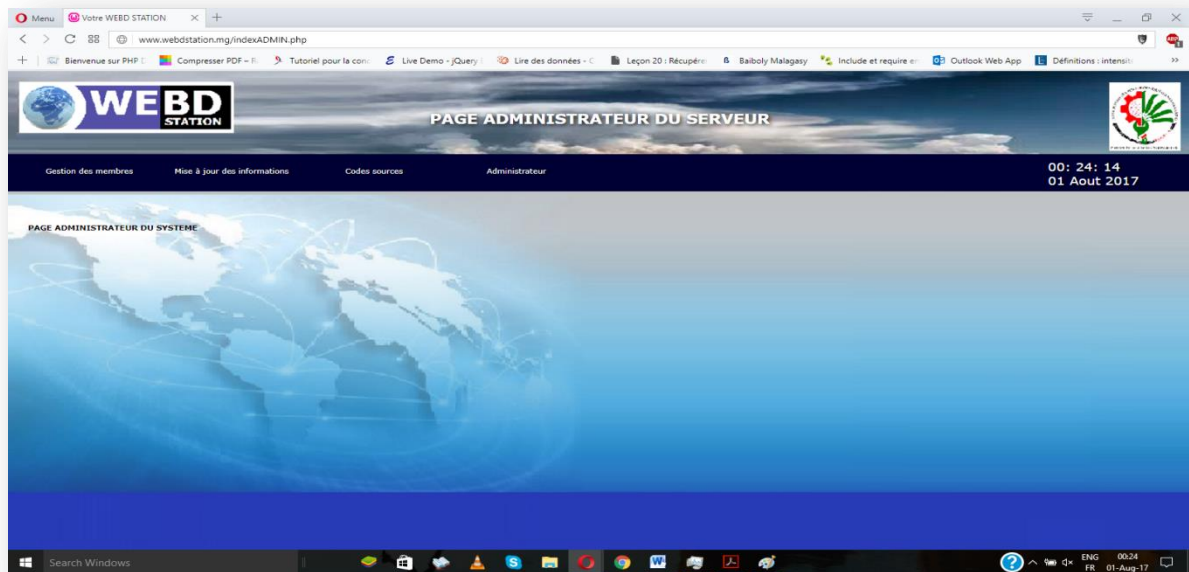 Menu
Votre WEBD STATION
www.webdstation.mg/indexADMIN.php
ABP
1
Bienvenue sur PHP
Compresser PDF –
Tutoriel pour la con
Live Demo - jQuery
Lire des données -
Leçon 20 : Récupére
Baiboly Malagasy
Include et require e
Outlook Web App
Définitions : intensit
WEBD
STATION
PAGE ADMINISTRATEUR DU SERVEUR
Gestion des membres
Mise à jour des informations
Codes sources
Administrateur
00: 24: 14
01 Aout 2017
PAGE ADMINISTRATEUR DU SYSTEME
Search Windows
ENG
FR
00:24
01-Aug-17